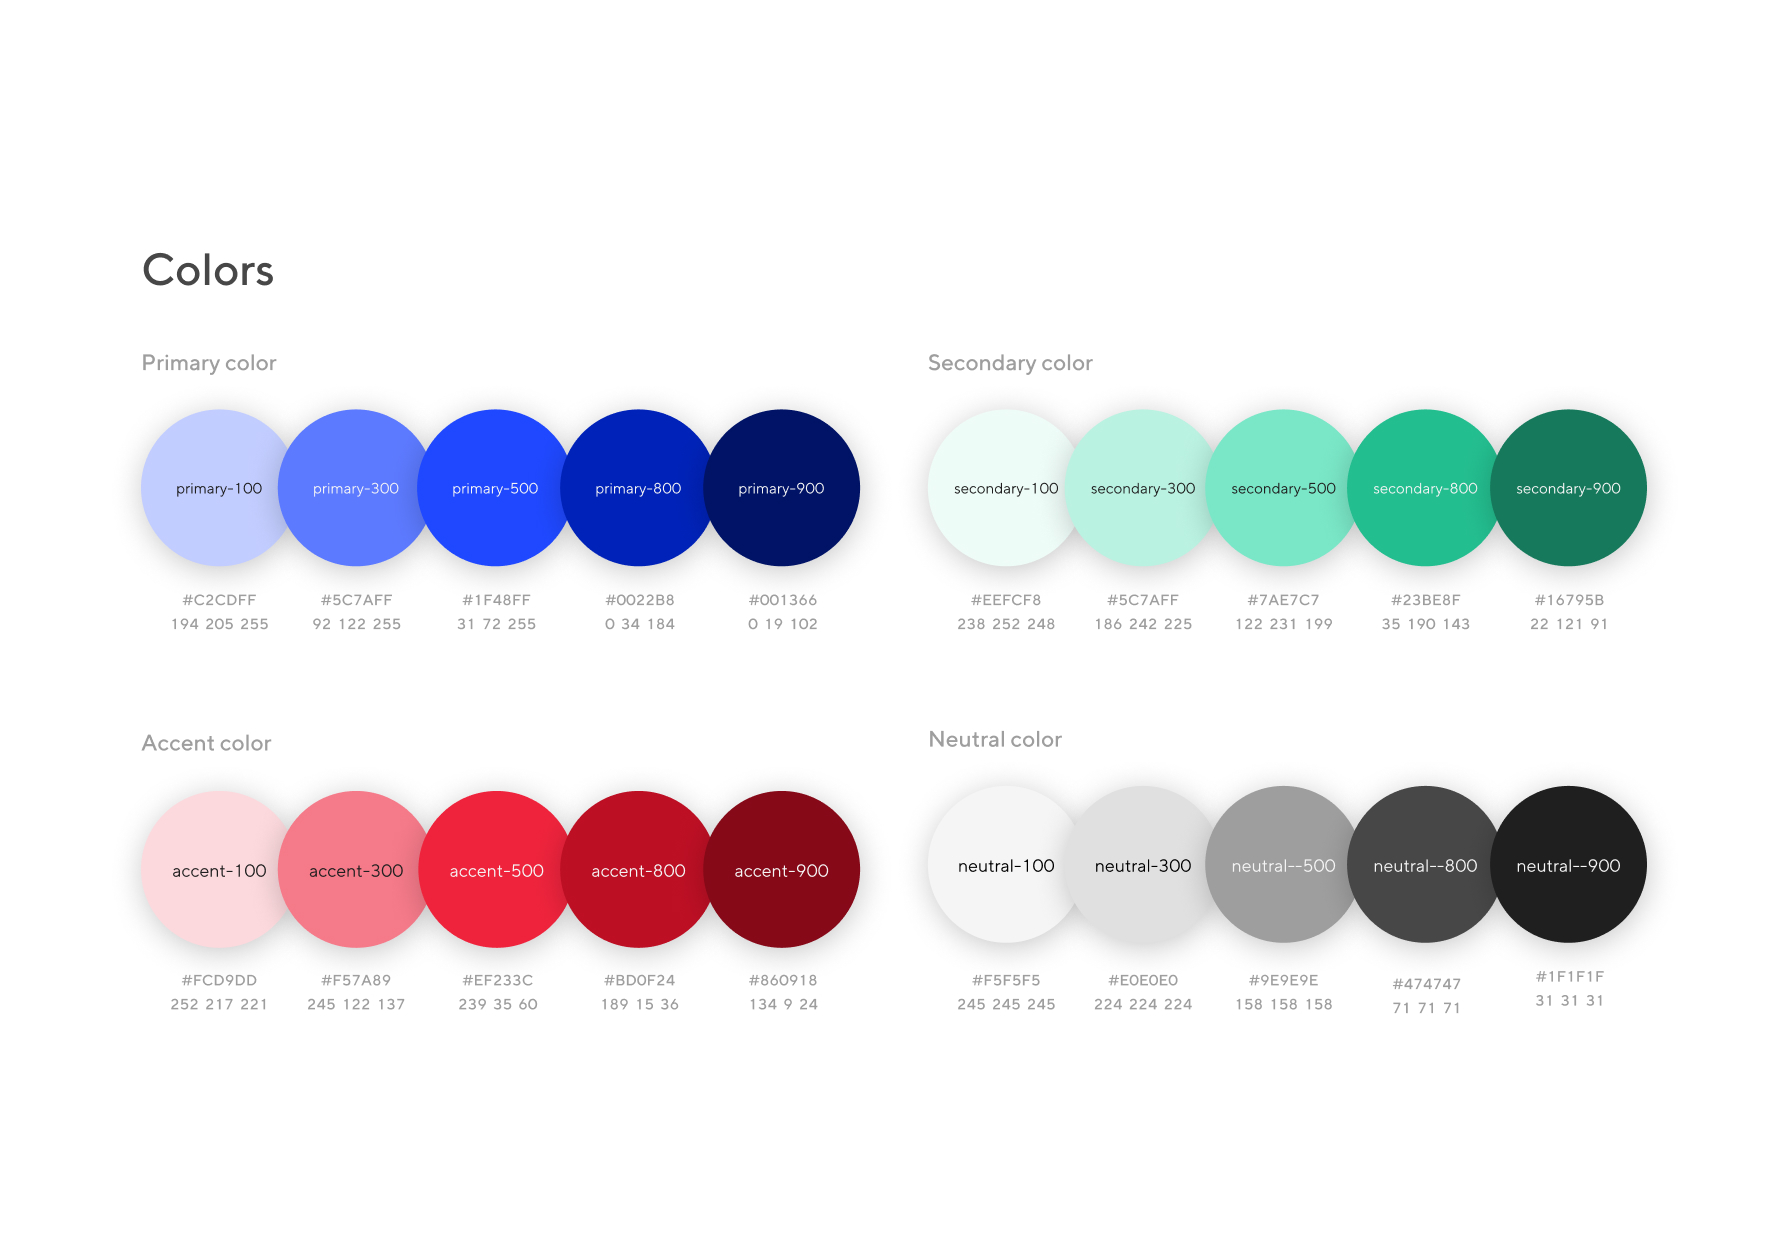 Colors
Primary color
primary-100
primary-300
primary-500
primary-800
primary-900
#C2CDFF
194 205 255
#5C7AFF
92 122 255
#1F48FF
31 72 255
#0022B8
0 34 184
#001366
0 19 102
Secondary color
secondary-100
secondary-300
secondary-500
secondary-800
secondary-900
#EEFCF8
238 252 248
#5C7AFF
186 242 225
#7AE7C7
122 231 199
#23BE8F
35 190 143
#16795B
22 121 91
Accent color
accent-100
accent-300
accent-500
accent-800
accent-900
#FCD9DD
252 217 221
#F57A89
245 122 137
#EF233C
239 35 60
#BD0F24
189 15 36
#860918
134 9 24
Neutral color
neutral-100
neutral-300
neutral--500
neutral--800
neutral--900
#F5F5F5
245 245 245
#E0E0E0
224 224 224
#9E9E9E
158 158 158
#474747
71 71 71
#1F1F1F
31 31 31